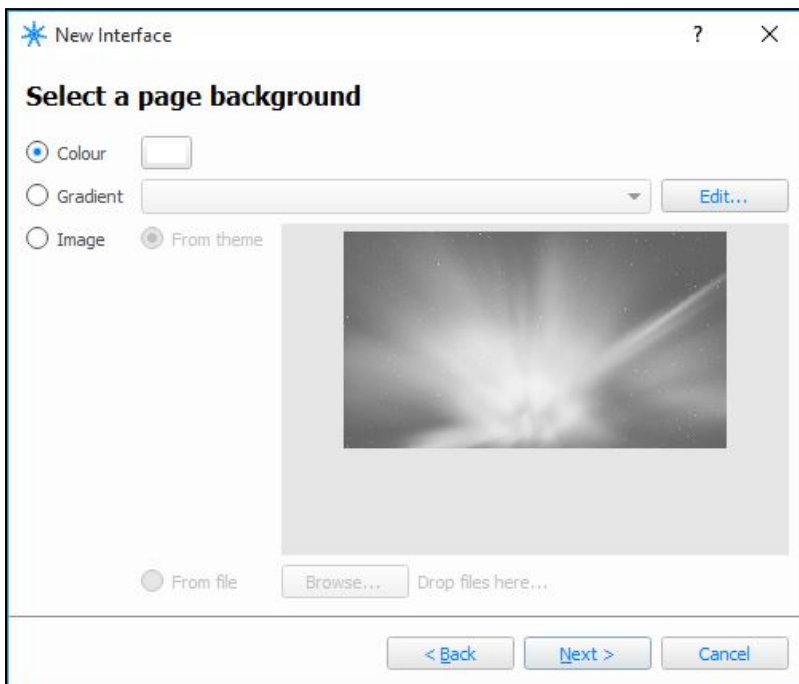 New Interface ?
Select a page background
Colour
Gradient Edit...
Image From theme
From file Browse... Drop files here...
< Back Next > Cancel